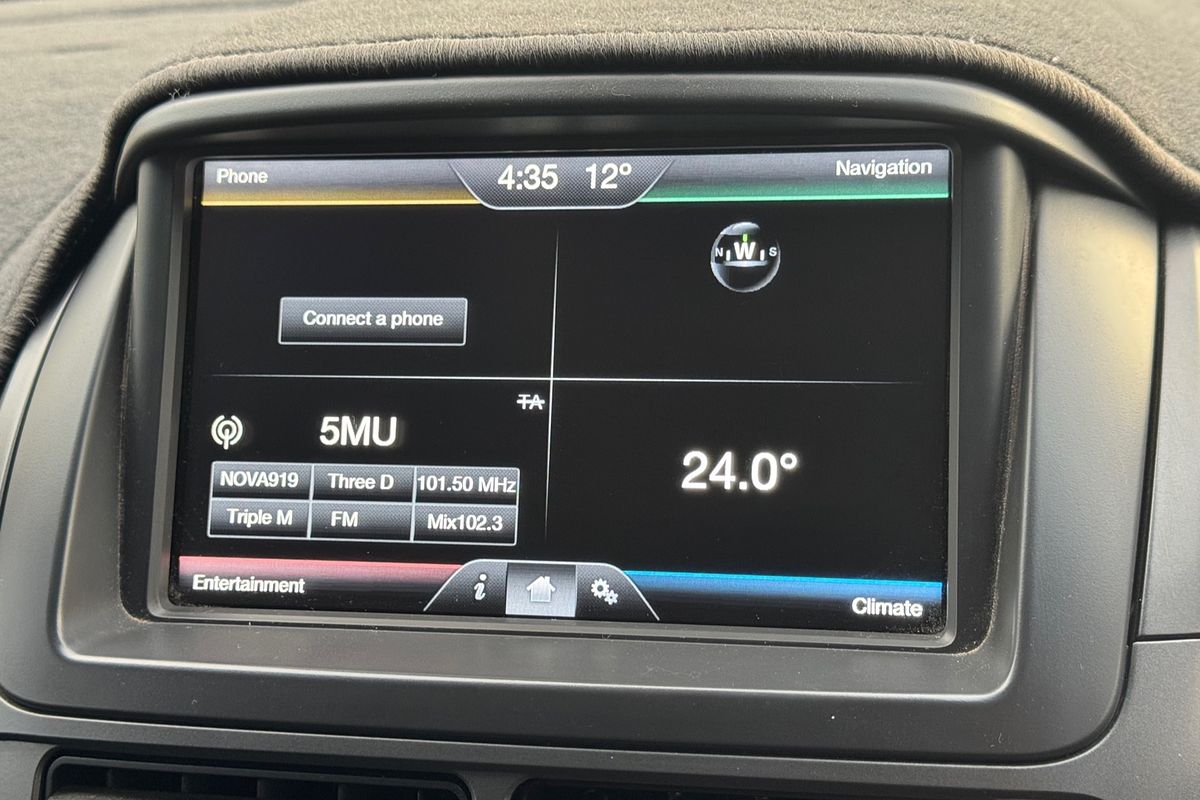 Phone
4:35 12°
Navigation
N W S
Connect a phone
TA
5MU
24.0°
NOVA919 Three D 101.50 MHz
Triple M FM Mix102.3
Entertainment
i
Climate